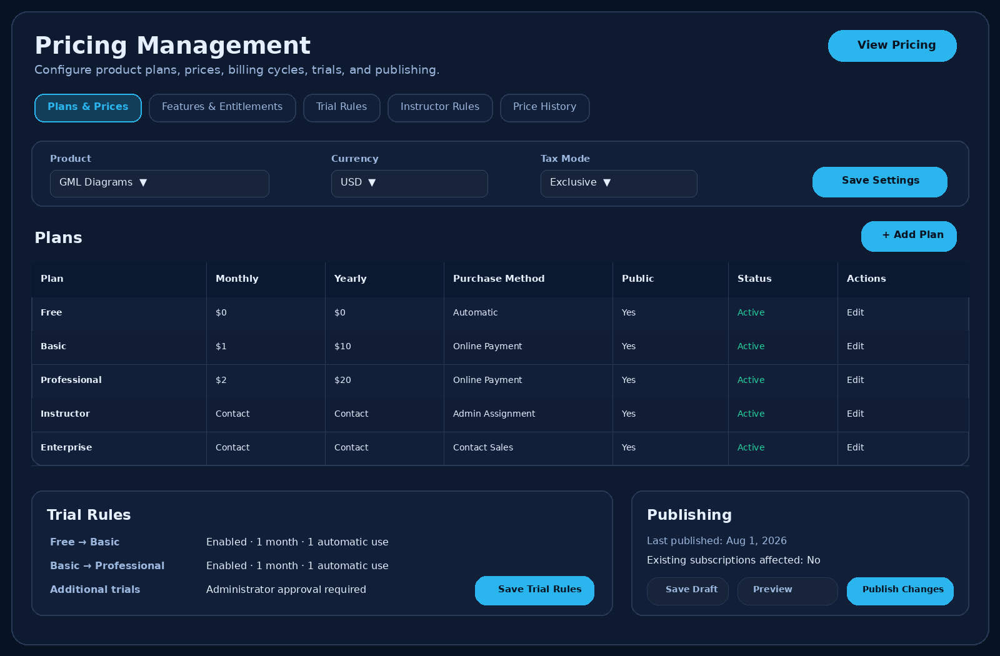 Pricing Management
View Pricing
Configure product plans, prices, billing cycles, trials, and publishing.
Plans & Prices
Features & Entitlements
Trial Rules
Instructor Rules
Price History
Product
Currency
Tax Mode
GML Diagrams ▼
USD ▼
Exclusive ▼
Save Settings
Plans
+ Add Plan
Plan Monthly Yearly Purchase Method Public Status Actions
Free $0 $0 Automatic Yes Active Edit
Basic $1 $10 Online Payment Yes Active Edit
Professional $2 $20 Online Payment Yes Active Edit
Instructor Contact Contact Admin Assignment Yes Active Edit
Enterprise Contact Contact Contact Sales Yes Active Edit
Trial Rules
Free → Basic Enabled · 1 month · 1 automatic use
Basic → Professional Enabled · 1 month · 1 automatic use
Additional trials Administrator approval required
Save Trial Rules
Publishing
Last published: Aug 1, 2026
Existing subscriptions affected: No
Save Draft
Preview
Publish Changes